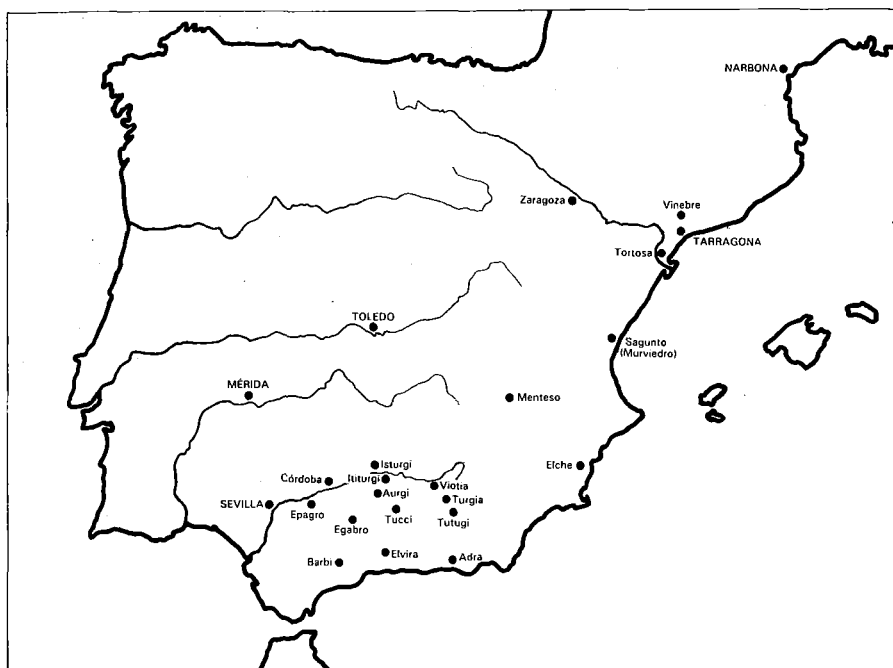 NARBONA
Zaragoza
Vinebre
TARRAGONA
Tortosa
TOLEDO
Sagunto
(Murviedro)
MÉRIDA
Menteso
Isturgi
Elche
Córdoba
Ititurgi
Viotia
Aurgi
SEVILLA
Epagro
Turgia
Tucci
Tutugi
Egabro
Elvira
Barbi
Adra